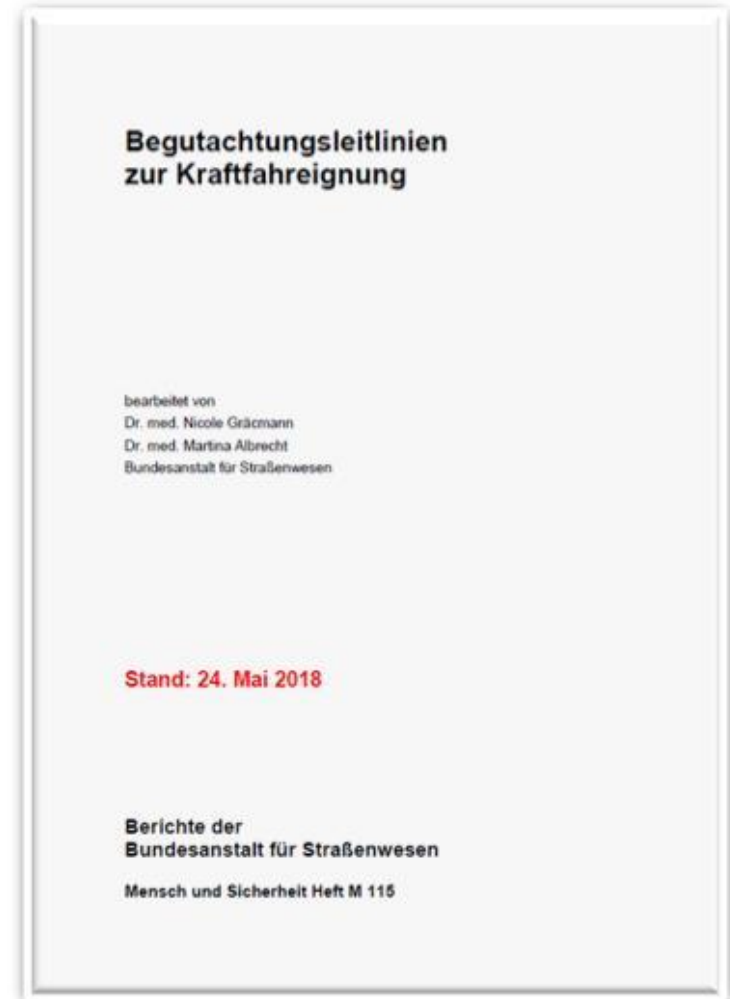 Begutachtungsleitlinien
zur Kraftfahreignung
bearbeitet von
Dr. med. Nicole Gräcmann
Dr. med. Martina Albrecht
Bundesanstalt für Straßenwesen
Stand: 24. Mai 2018
Berichte der
Bundesanstalt für Straßenwesen
Mensch und Sicherheit Heft M 115